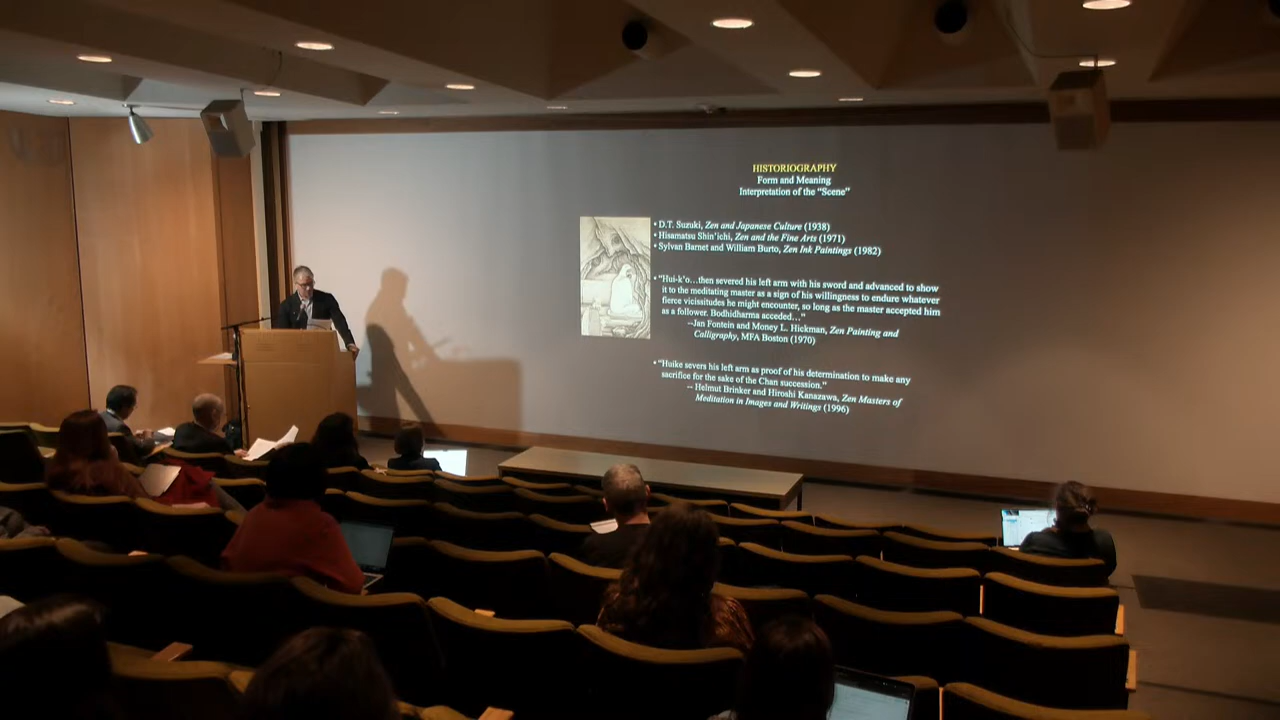 HISTORIOGRAPHY
Form and Meaning
Interpretation of the “Scene”
• D.T. Suzuki, Zen and Japanese Culture (1938)
• Hisamatsu Shin’ichi, Zen and the Fine Arts (1971)
• Sylvan Barnet and William Burto, Zen Ink Paintings (1982)
• “Hui-k’o…then severed his left arm with his sword and advanced to show
it to the meditating master as a sign of his willingness to endure whatever
fierce vicissitudes he might encounter, so long as the master accepted him
as a follower. Bodhidharma acceded…”
--Jan Fontein and Money L. Hickman, Zen Painting and
Calligraphy, MFA Boston (1970)
• “Huike severs his left arm as proof of his determination to make any
sacrifice for the sake of the Chan succession.”
-- Helmut Brinker and Hiroshi Kanazawa, Zen Masters of
Meditation in Images and Writings (1996)